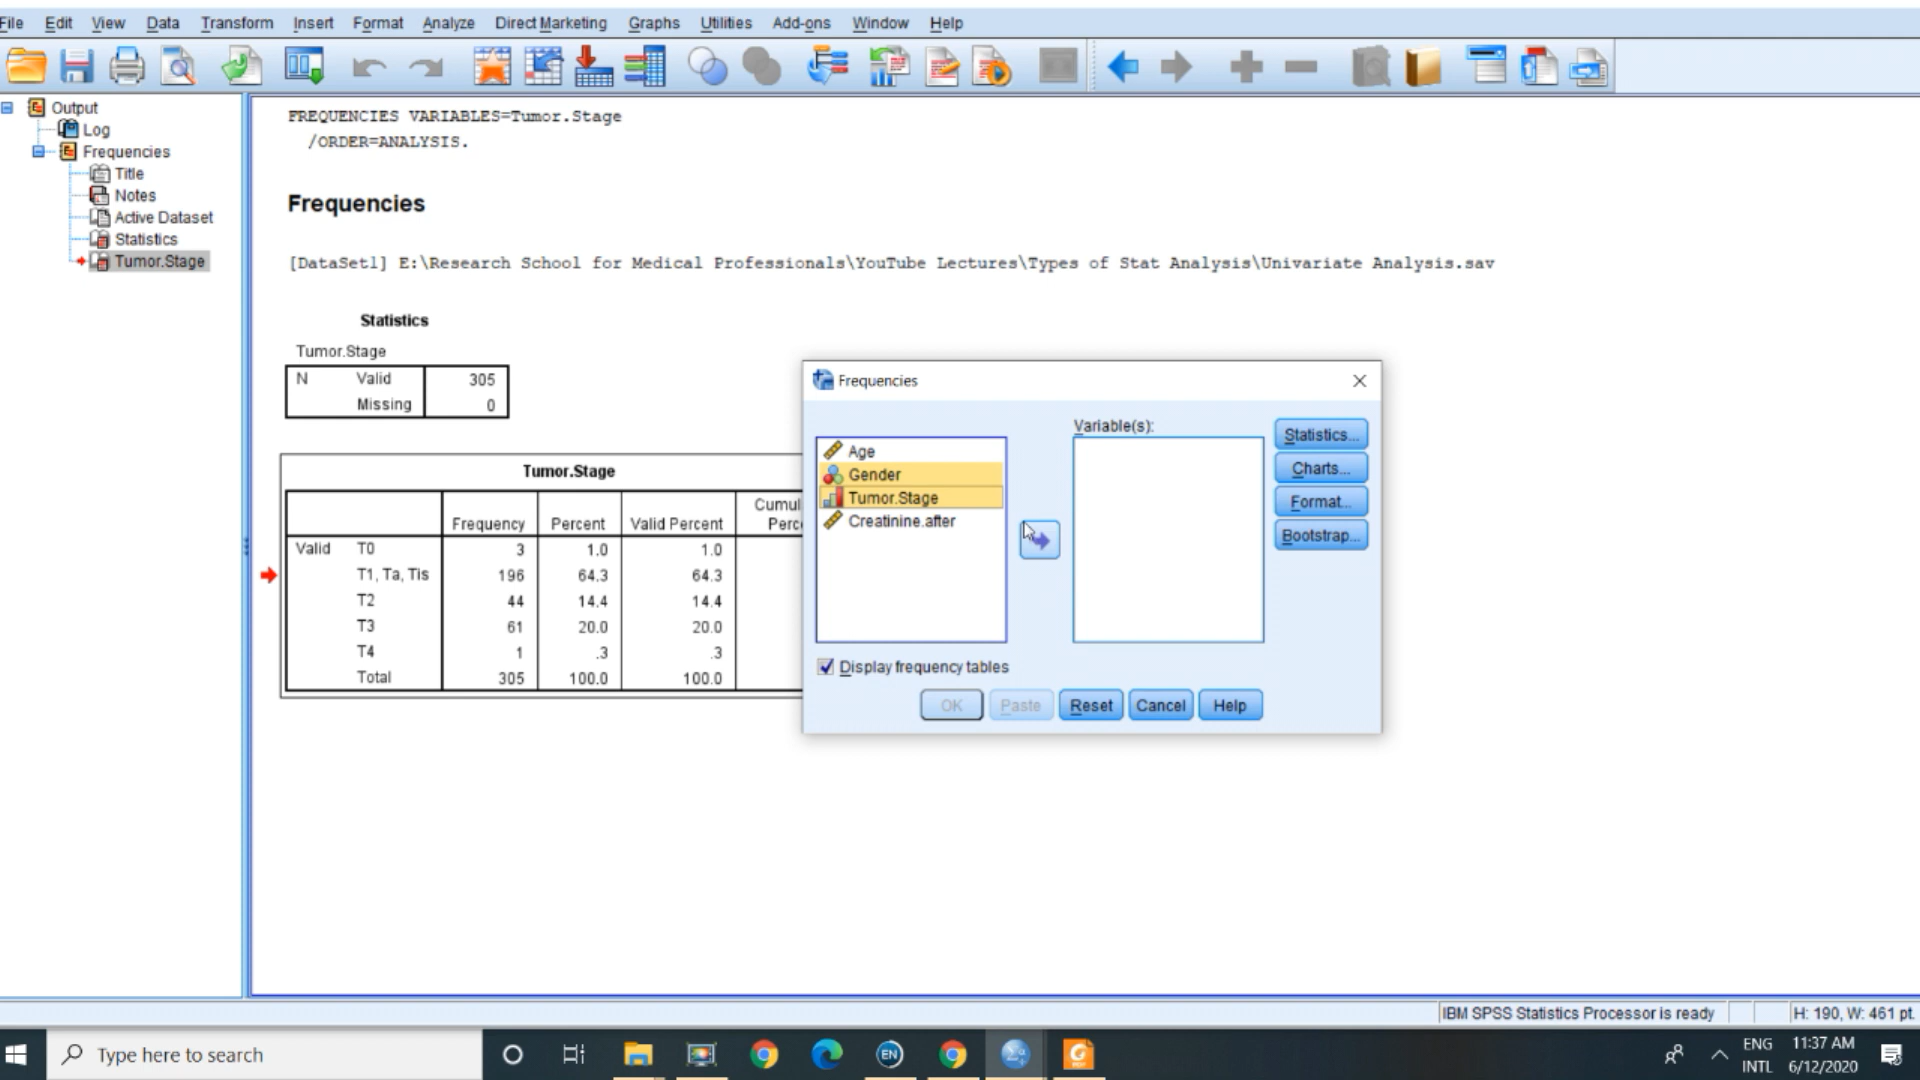 File Edit View Data Transform Insert Format Analyze Direct Marketing Graphs Utilities Add-ons Window Help
Output
Log
Frequencies
Title
Notes
Active Dataset
Statistics
Tumor.Stage
FREQUENCIES VARIABLES=Tumor.Stage
/ORDER=ANALYSIS.
Frequencies
[DataSet1] E:\Research School for Medical Professionals\YouTube Lectures\Types of Stat Analysis\Univariate Analysis.sav
Statistics
Tumor.Stage
N Valid 305
Missing 0
Tumor.Stage
Frequency Percent Valid Percent
Valid T0 3 1.0 1.0
T1, Ta, Tis 196 64.3 64.3
T2 44 14.4 14.4
T3 61 20.0 20.0
T4 1 .3 .3
Total 305 100.0 100.0
Frequencies
Variable(s):
Age
Gender
Tumor.Stage
Creatinine.after
Statistics...
Charts...
Format...
Bootstrap...
Display frequency tables
OK Paste Reset Cancel Help
IBM SPSS Statistics Processor is ready H: 190, W: 461 pt.
Type here to search
EN
ENG 11:37 AM
INTL 6/12/2020